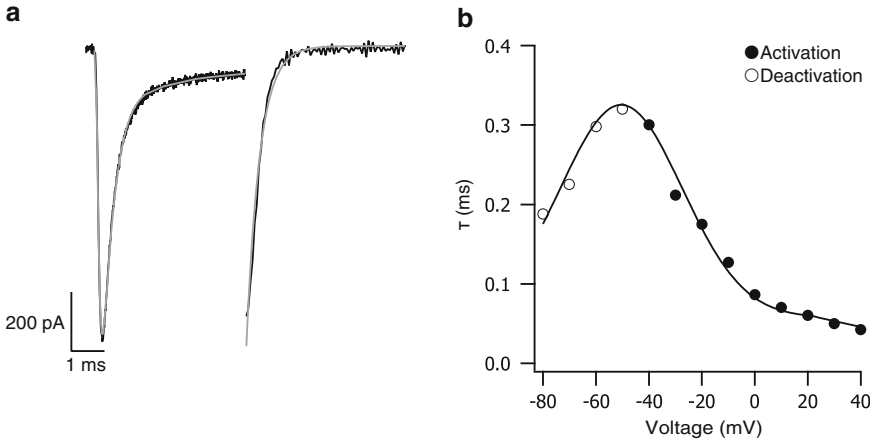 a
200 pA
1 ms
b
0.4
0.3
0.2
0.1
0.0
τ (ms)
Activation
Deactivation
-80 -60 -40 -20 0 20 40
Voltage (mV)